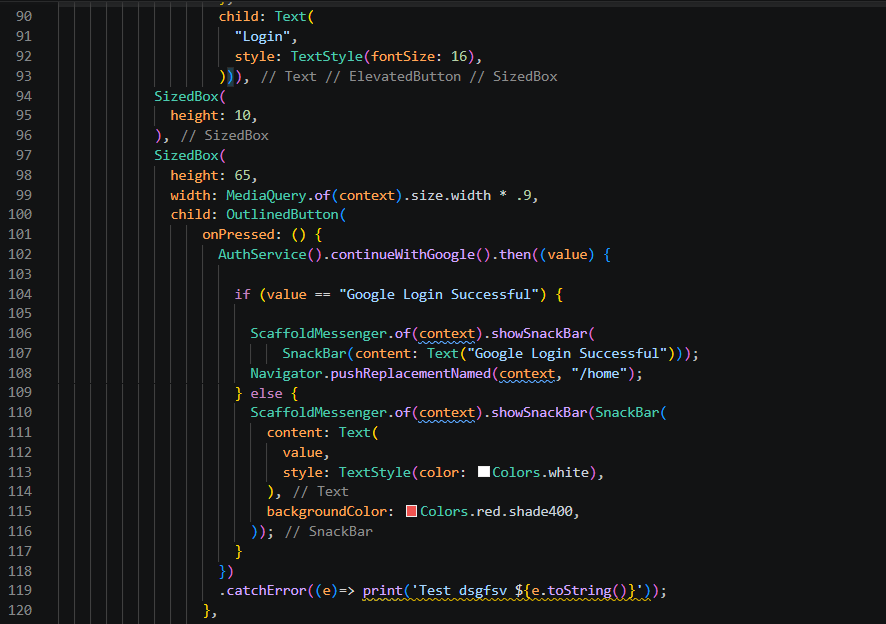 90 child: Text(
91 "Login",
92 style: TextStyle(fontSize: 16),
93 ))), // Text // ElevatedButton // SizedBox
94 SizedBox(
95 height: 10,
96 ), // SizedBox
97 SizedBox(
98 height: 65,
99 width: MediaQuery.of(context).size.width * .9,
100 child: OutlinedButton(
101 onPressed: () {
102 AuthService().continueWithGoogle().then((value) {
103
104 if (value == "Google Login Successful") {
105
106 ScaffoldMessenger.of(context).showSnackBar(
107 SnackBar(content: Text("Google Login Successful")));
108 Navigator.pushReplacementNamed(context, "/home");
109 } else {
110 ScaffoldMessenger.of(context).showSnackBar(SnackBar(
111 content: Text(
112 value,
113 style: TextStyle(color: Colors.white),
114 ), // Text
115 backgroundColor: Colors.red.shade400,
116 )); // SnackBar
117 }
118 })
119 .catchError((e)=> print('Test dsgfsv ${e.toString()}'));
120 },